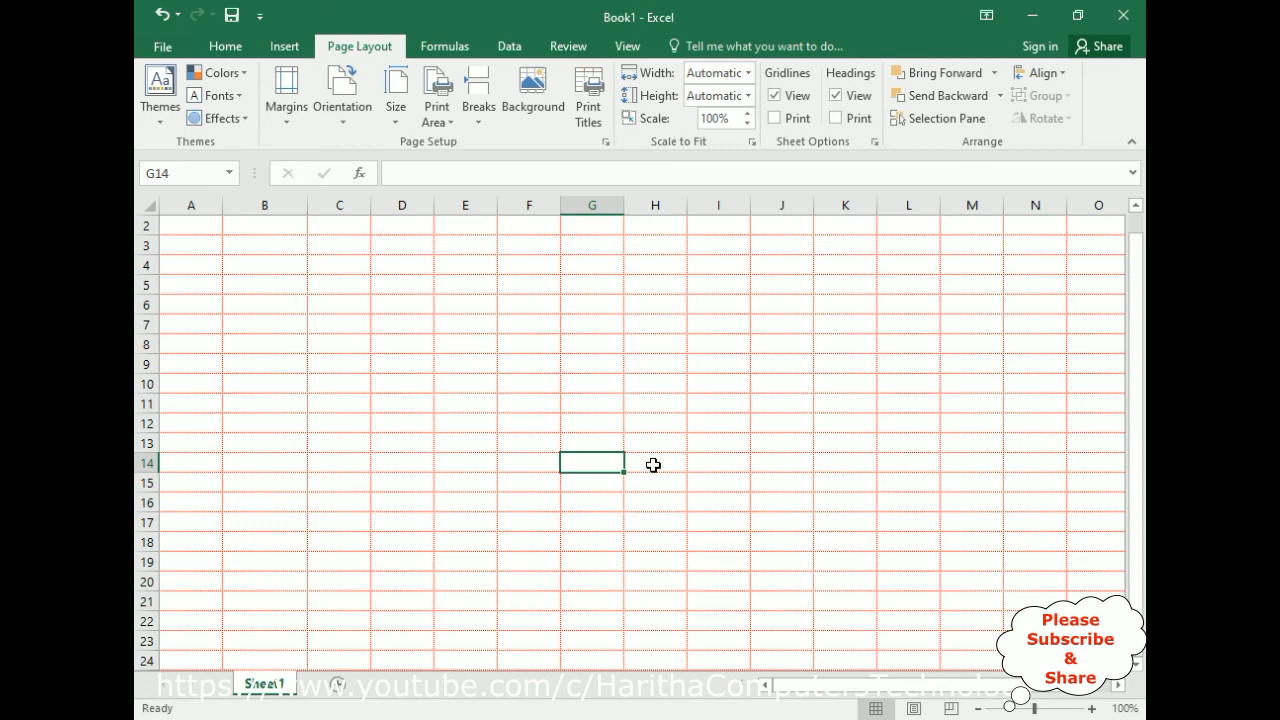 Book1 - Excel
File Home Insert Page Layout Formulas Data Review View Tell me what you want to do... Sign in Share
Themes Colors Fonts Effects Margins Orientation Size Print Area Breaks Background Print Titles Width: Automatic Height: Automatic Scale: 100% Gridlines View Print Headings View Print Bring Forward Send Backward Selection Pane Align Group Rotate
Themes Page Setup Scale to Fit Sheet Options Arrange
G14 fx
A B C D E F G H I J K L M N O
2
3
4
5
6
7
8
9
10
11
12
13
14
15
16
17
18
19
20
21
22
23
24
Please
Subscribe
&
Share
Sheet1
Ready 100%